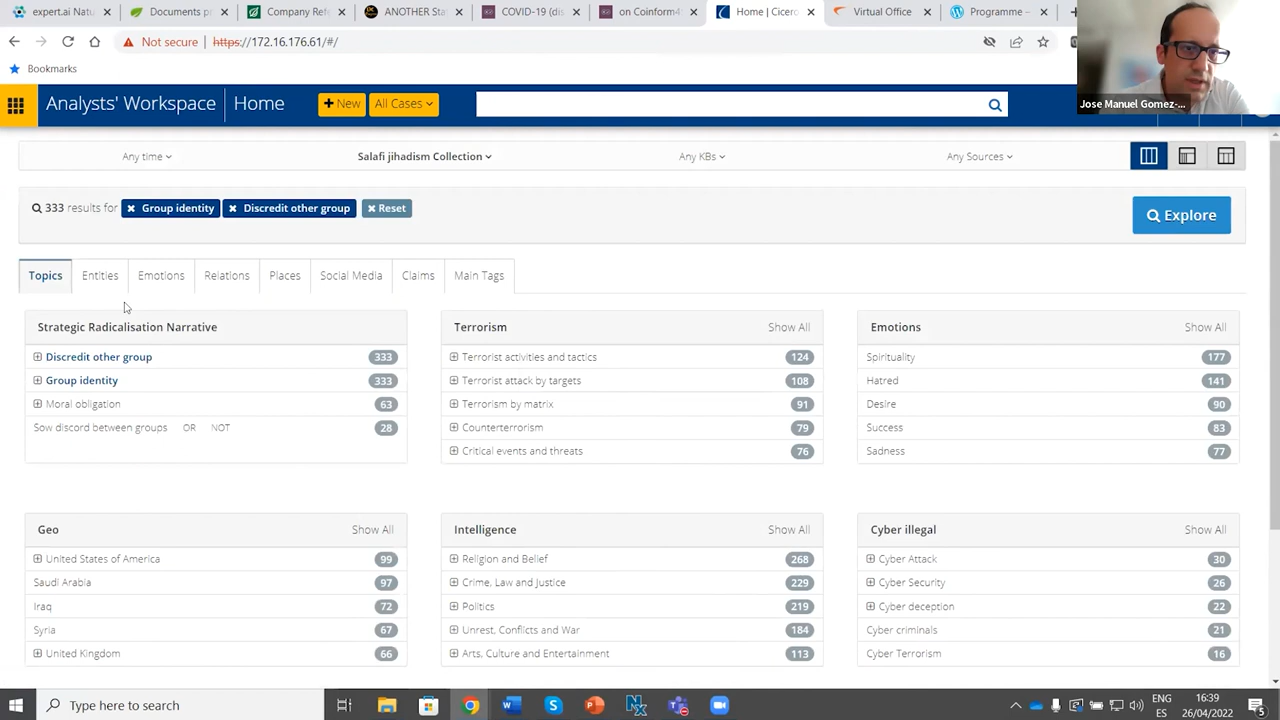 expert.ai Natu
Documents p
Company Ref
ANOTHER Sta
COVID-19 (dis
on Coinform4
Home | Cicero
Virtual Office
Programme –
Not secure https://172.16.176.61/#/
Bookmarks
Jose Manuel Gomez-...
Analysts' Workspace Home + New All Cases
Any time Salafi jihadism Collection Any KBs Any Sources
333 results for Group identity Discredit other group Reset
Explore
Topics Entities Emotions Relations Places Social Media Claims Main Tags
Strategic Radicalisation Narrative
Discredit other group 333
Group identity 333
Moral obligation 63
Sow discord between groups OR NOT 28
Terrorism Show All
Terrorist activities and tactics 124
Terrorist attack by targets 108
Terrorism by matrix 91
Counterterrorism 79
Critical events and threats 76
Emotions Show All
Spirituality 177
Hatred 141
Desire 90
Success 83
Sadness 77
Geo Show All
United States of America 99
Saudi Arabia 97
Iraq 72
Syria 67
United Kingdom 66
Intelligence Show All
Religion and Belief 268
Crime, Law and Justice 229
Politics 219
Unrest, Conflicts and War 184
Arts, Culture and Entertainment 113
Cyber illegal Show All
Cyber Attack 30
Cyber Security 26
Cyber deception 22
Cyber criminals 21
Cyber Terrorism 16
Type here to search
ENG
ES
16:39
26/04/2022
5